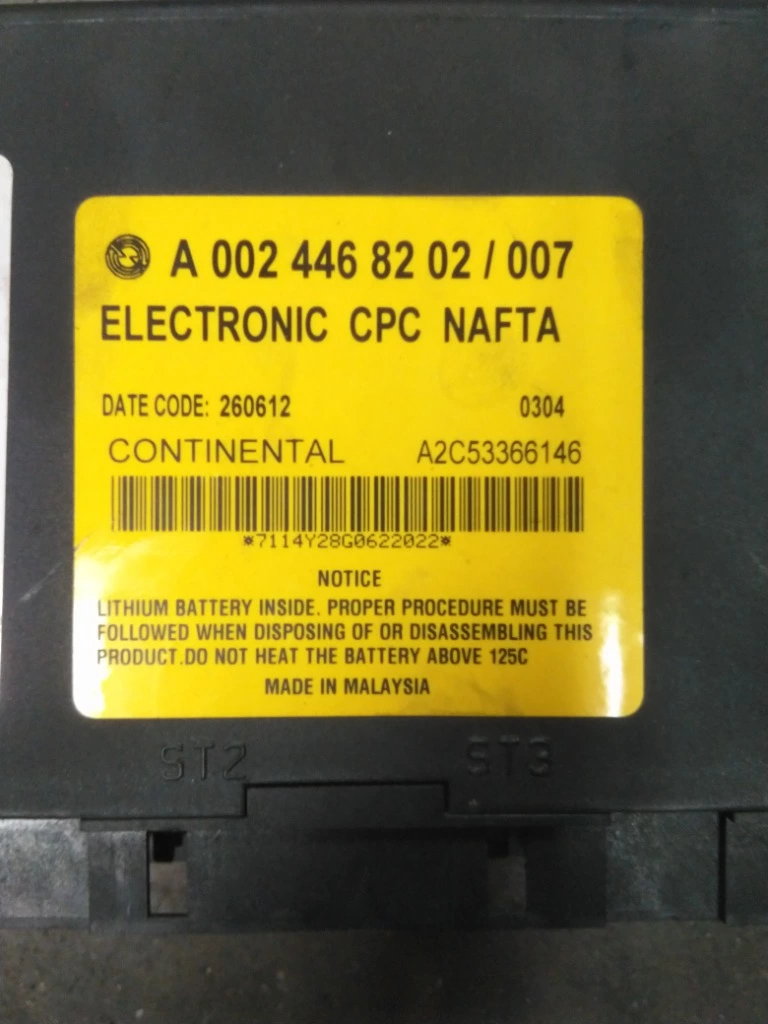 A 002 446 82 02 / 007
ELECTRONIC CPC NAFTA
DATE CODE: 260612 0304
CONTINENTAL A2C53366146
*7114Y28G0622022*
NOTICE
LITHIUM BATTERY INSIDE. PROPER PROCEDURE MUST BE
FOLLOWED WHEN DISPOSING OF OR DISASSEMBLING THIS
PRODUCT.DO NOT HEAT THE BATTERY ABOVE 125C
MADE IN MALAYSIA
ST2 ST3